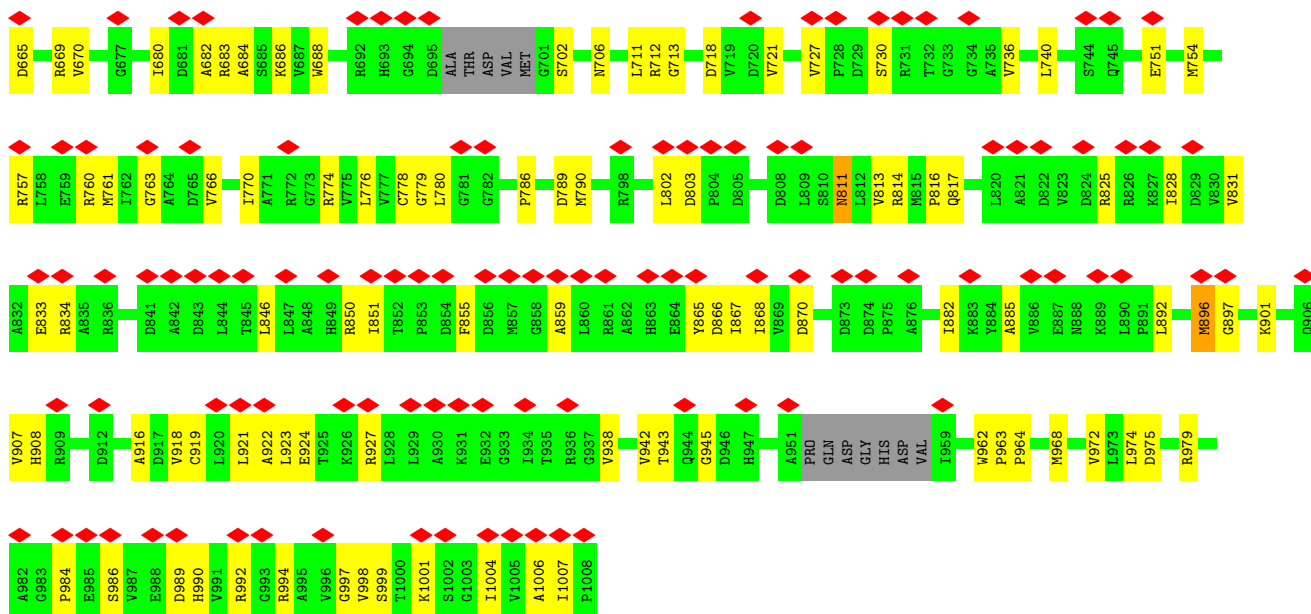 D665 R669 V670 G677 I680 D681 A682 R683 A684 S685 K686 V687 W688 R692 H693 G694 D695 ALA THR ASP VAL MET G701 S702 N706 L711 R712 G713 D718 V719 D720 V721 V727 P728 D729 S730 R731 T732 G733 G734 A735 V736 L740 S744 Q745 E751 M754
R757 L758 E759 R760 M761 I762 G763 A764 D765 V766 I770 A771 R772 G773 R774 V775 L776 V777 C778 G779 L780 G781 G782 P786 D789 M790 R798 L802 D803 P804 D805 D808 L809 S810 N811 L812 V813 R814 M815 P816 Q817 L820 A821 D822 V823 D824 R825 R826 K827 I828 D829 V830 V831
A832 E833 R834 A835 R836 D841 A842 D843 L844 T845 L846 L847 A848 H849 R850 I851 T852 P853 D854 F855 D856 M857 G858 A859 L860 R861 A862 H863 E864 Y865 D866 I867 I868 V869 D870 D873 D874 P875 A876 I882 K883 Y884 A885 V886 E887 N888 K889 L890 P891 L892 M896 G897 K901 Q906
V907 H908 R909 D912 A916 D917 V918 C919 L920 L921 A922 L923 E924 T925 K926 R927 L928 L929 A930 K931 E932 G933 I934 T935 R936 G937 V938 V942 T943 Q944 G945 D946 H947 A951 PRO GLN ASP GLY HIS ASP VAL I959 W962 P963 P964 M968 V972 L973 L974 D975 R979
A982 G983 P984 E985 S986 V987 E988 D989 H990 V991 R992 G993 R994 A995 V996 G997 V998 S999 T1000 K1001 S1002 G1003 I1004 V1005 A1006 I1007 P1008